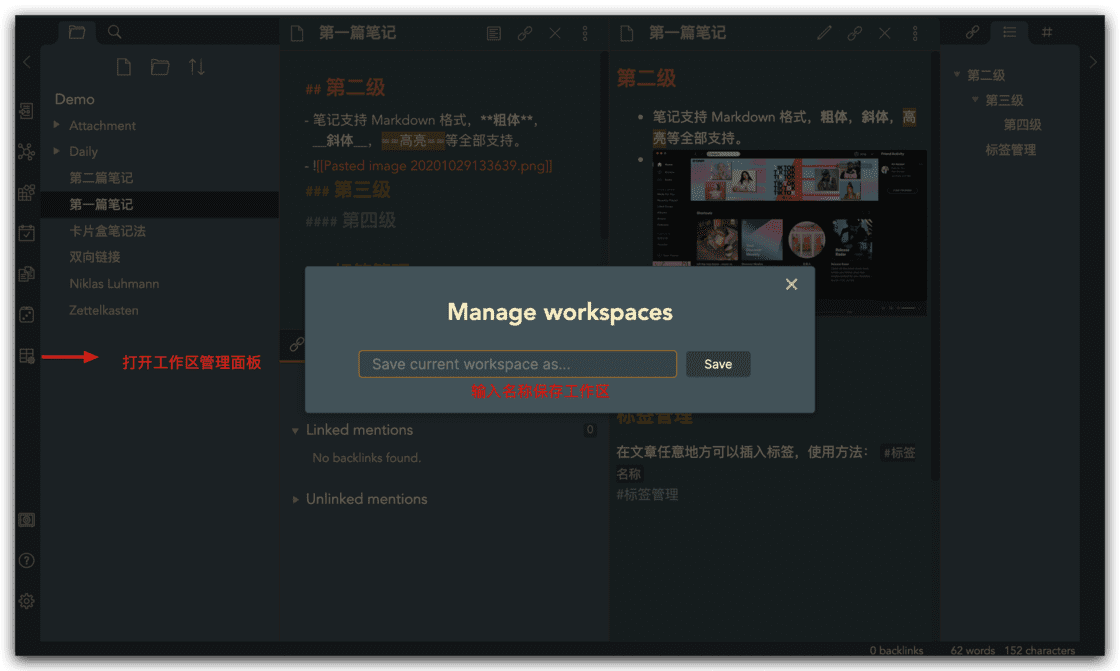 Demo
Attachment
Daily
第二篇笔记
第一篇笔记
卡片盒笔记法
双向链接
Niklas Luhmann
Zettelkasten
打开工作区管理面板
第一篇笔记
## 第二级
- 笔记支持 Markdown 格式，**粗体**，
__斜体__，==高亮==等全部支持。
- ![[Pasted image 20201029133639.png]]
### 第三级
#### 第四级
Linked mentions
0
No backlinks found.
Unlinked mentions
第一篇笔记
第二级
笔记支持 Markdown 格式，粗体，斜体，高
亮等全部支持。
标签管理
在文章任意地方可以插入标签，使用方法： #标签
名称
#标签管理
第二级
第三级
第四级
标签管理
Manage workspaces
Save current workspace as...
Save
输入名称保存工作区
0 backlinks
62 words
152 characters